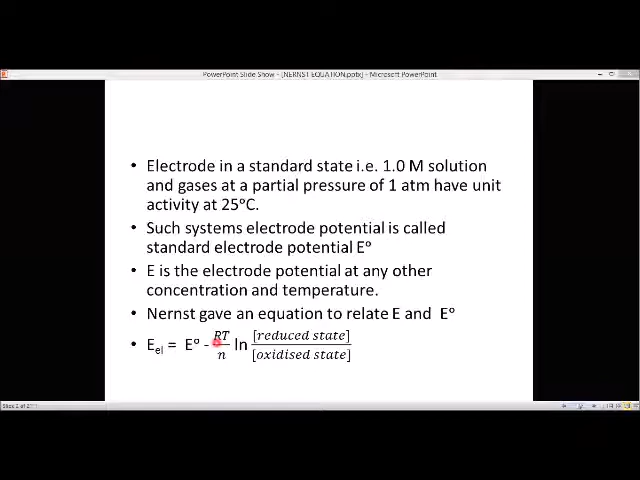 PowerPoint Slide Show - [NERNST EQUATION.pptx] - Microsoft PowerPoint
• Electrode in a standard state i.e. 1.0 M solution
and gases at a partial pressure of 1 atm have unit
activity at 25°C.
• Such systems electrode potential is called
standard electrode potential E°
• E is the electrode potential at any other
concentration and temperature.
• Nernst gave an equation to relate E and E°
• E_el = E° - RT/n ln [reduced state]/[oxidised state]